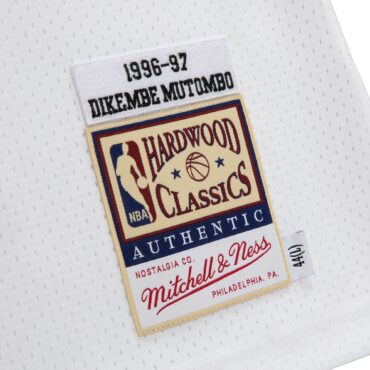 1996-97
DIKEMBE MUTOMBO
HARDWOOD
CLASSICS
NBA
AUTHENTIC
NOSTALGIA CO.
Mitchell & Ness
PHILADELPHIA, PA.
44(L)